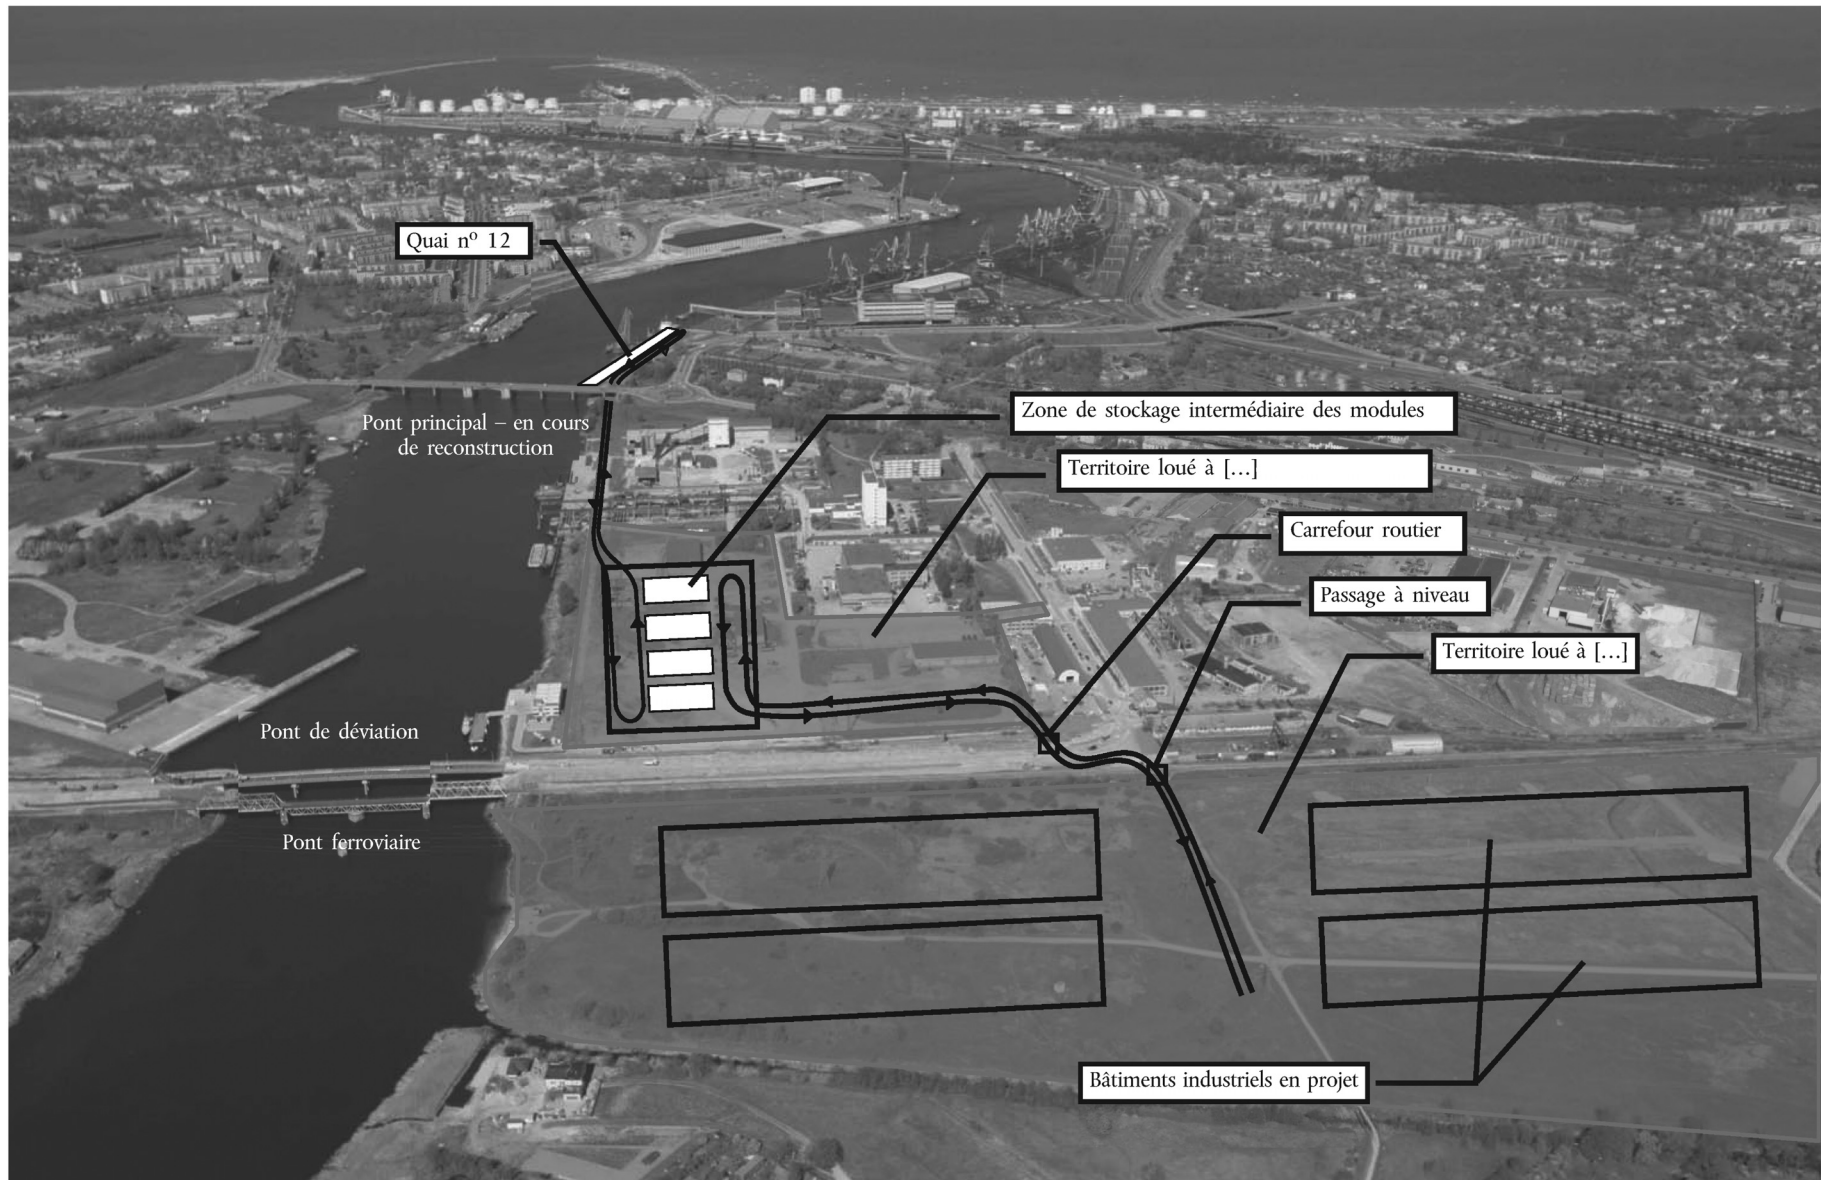 Quai nº 12
Zone de stockage intermédiaire des modules
Pont principal – en cours
de reconstruction
Territoire loué à [...]
Carrefour routier
Passage à niveau
Territoire loué à [...]
Pont de déviation
Pont ferroviaire
Bâtiments industriels en projet